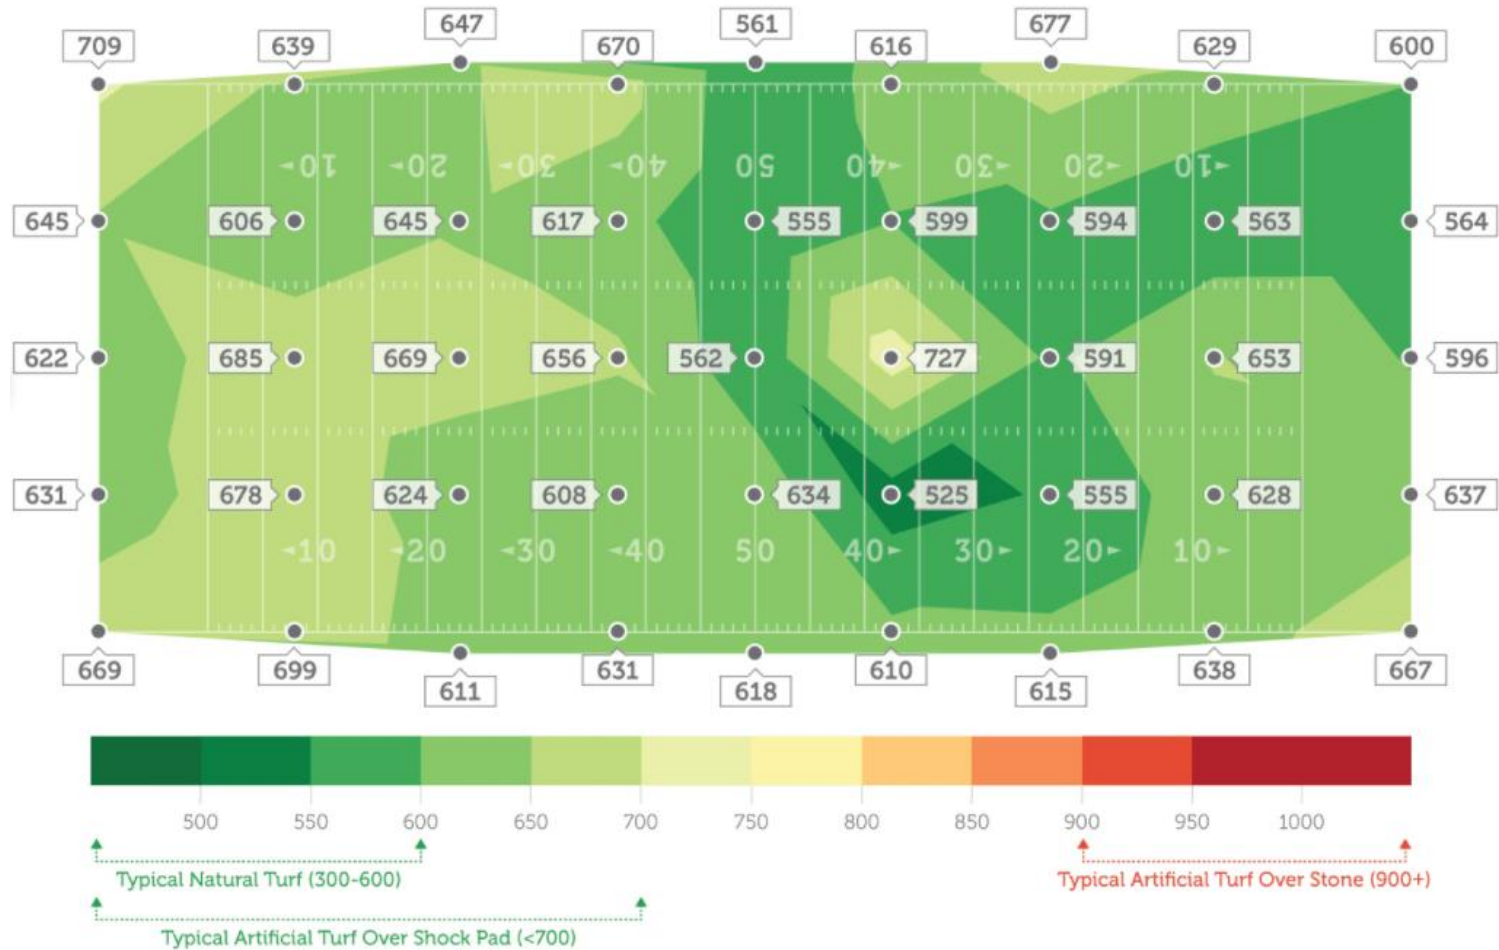 647 561 677
709 639 670 616 629 600
◄10 ◄20 ◄30 ◄40 50 40► 30► 20► 10►
645 606 645 617 555 599 594 563 564
622 685 669 656 562 727 591 653 596
631 678 624 608 634 525 555 628 637
◄10 ◄20 ◄30 ◄40 50 40► 30► 20► 10►
669 699 631 610 638 667
611 618 615
500 550 600 650 700 750 800 850 900 950 1000
Typical Natural Turf (300-600)
Typical Artificial Turf Over Stone (900+)
Typical Artificial Turf Over Shock Pad (<700)